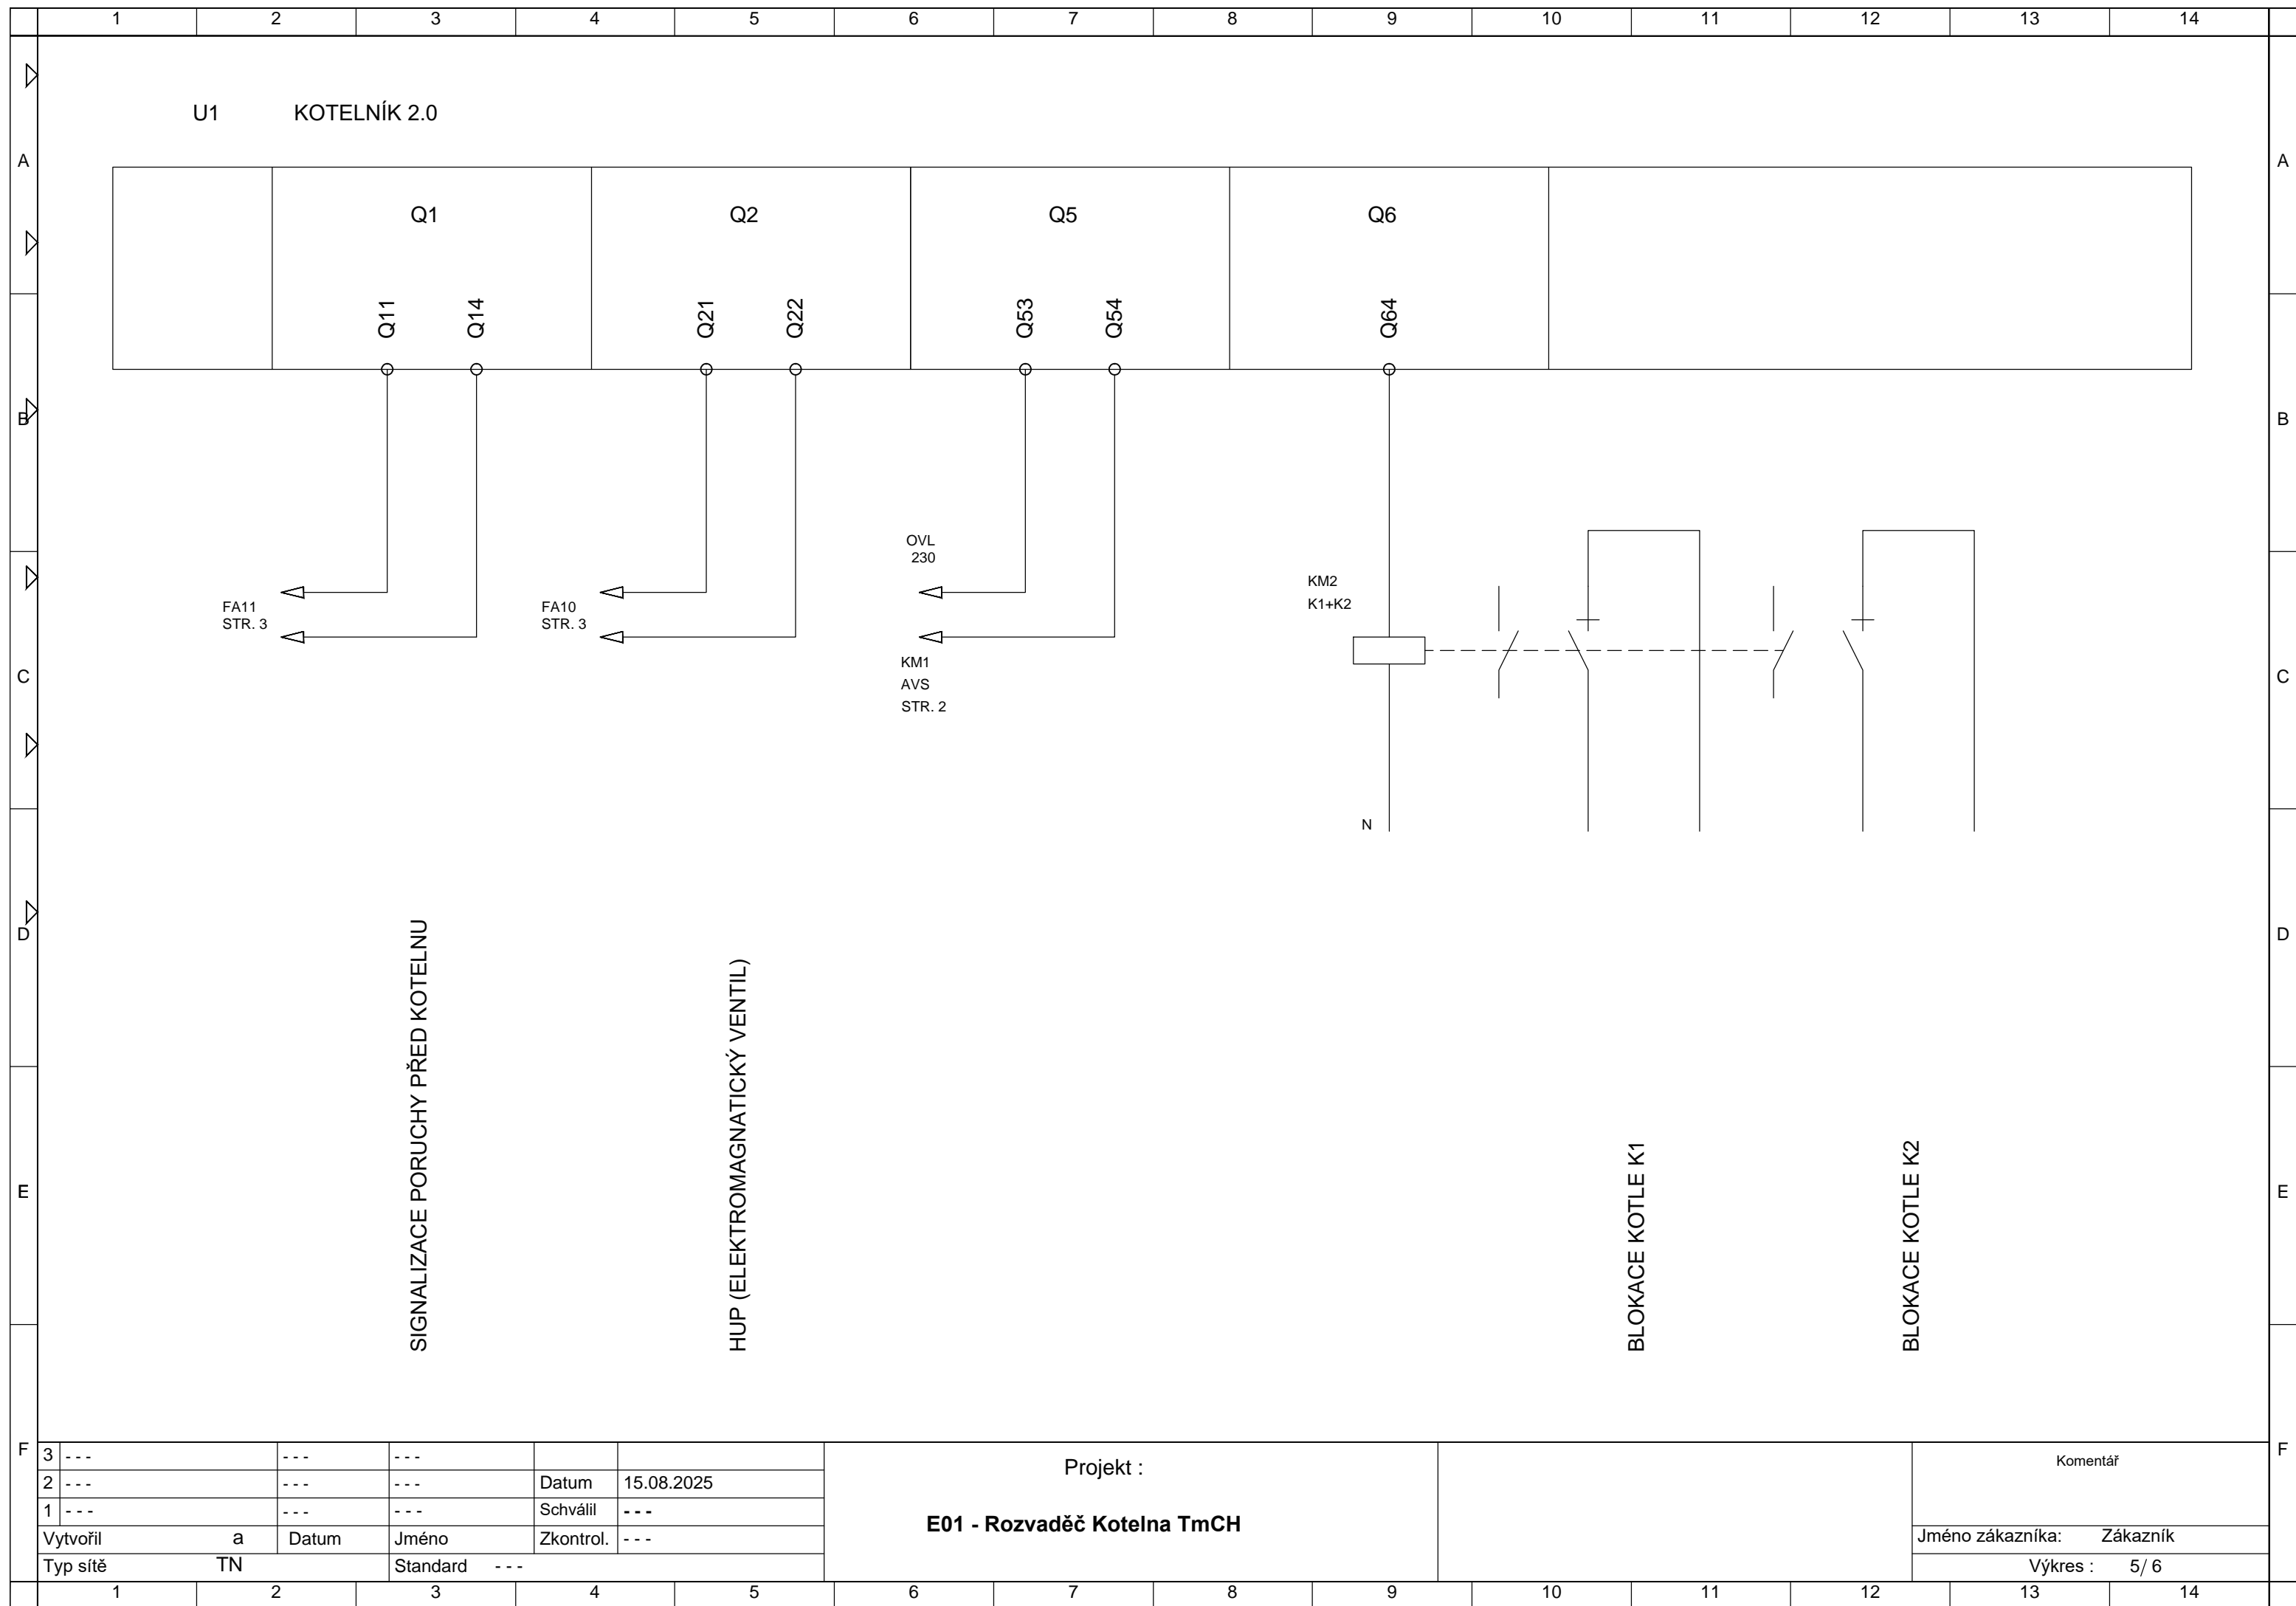 1 2 3 4 5 6 7 8 9 10 11 12 13 14
U1 KOTELNÍK 2.0
A A
Q1 Q2 Q5 Q6
Q11 Q14 Q21 Q22 Q53 Q54 Q64
B B
OVL
230
KM2
K1+K2
FA11
STR. 3
FA10
STR. 3
KM1
AVS
STR. 2
C C
N
D D
SIGNALIZACE PORUCHY PŘED KOTELNU
HUP (ELEKTROMAGNATICKÝ VENTIL)
BLOKACE KOTLE K1
BLOKACE KOTLE K2
E E
F F
3 --- --- ---
2 --- --- --- Datum 15.08.2025
1 --- --- --- Schválil ---
Vytvořil a Datum Jméno Zkontrol. ---
Typ sítě TN Standard ---
Projekt :
E01 - Rozvaděč Kotelna TmCH
Komentář
Jméno zákazníka: Zákazník
Výkres : 5/ 6
1 2 3 4 5 6 7 8 9 10 11 12 13 14